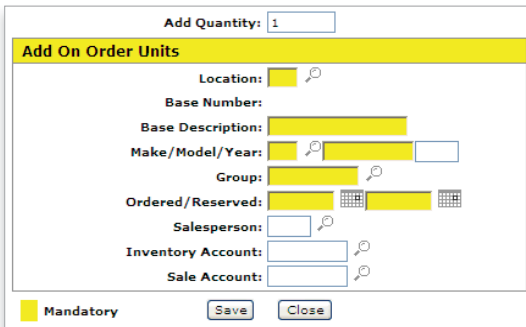 Add Quantity: 1
Add On Order Units
Location:
Base Number:
Base Description:
Make/Model/Year:
Group:
Ordered/Reserved:
Salesperson:
Inventory Account:
Sale Account:
Mandatory Save Close